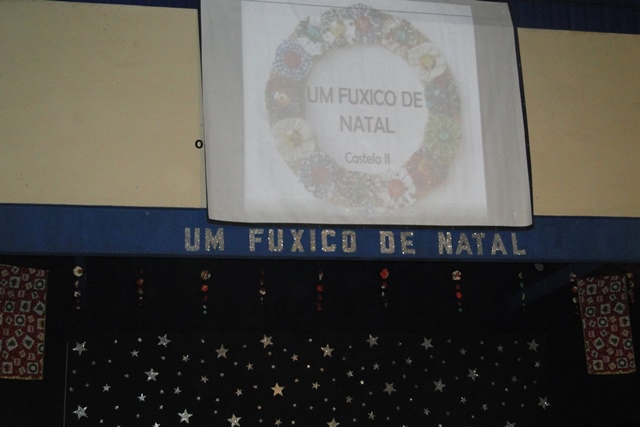 UM FUXICO DE
NATAL
Castelo II
UM FUXICO DE NATAL